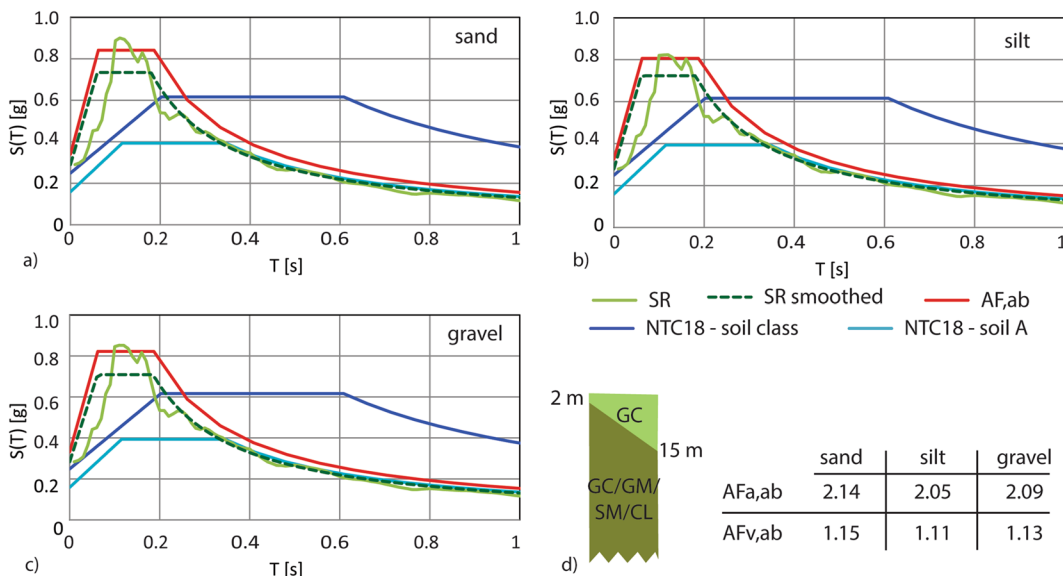 1.0
0.8
0.6
0.4
0.2
0
S(T) [g]
sand
0
0.2
0.4
0.6
0.8
1
T [s]
a)
1.0
0.8
0.6
0.4
0.2
0
S(T) [g]
silt
0
0.2
0.4
0.6
0.8
1
T [s]
b)
SR
SR smoothed
AF,ab
NTC18 - soil class
NTC18 - soil A
1.0
0.8
0.6
0.4
0.2
0
S(T) [g]
gravel
0
0.2
0.4
0.6
0.8
1
T [s]
c)
2 m
GC
15 m
GC/GM/
SM/CL
d)
sand silt gravel
AFa,ab 2.14 2.05 2.09
AFv,ab 1.15 1.11 1.13